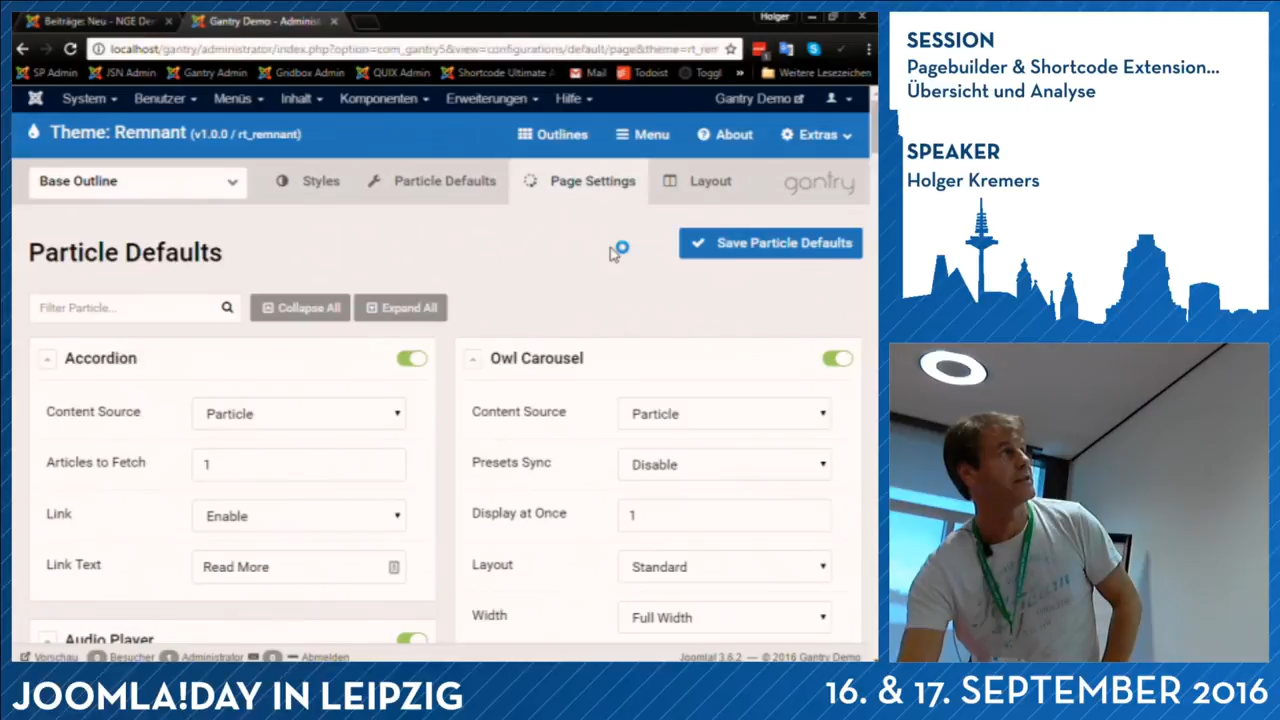 Beiträge: Neu - NGE De
Gantry Demo - Administ
Holger
localhost/gantry/administrator/index.php?option=com_gantry5&view=configurations/default/page&theme=rt_rem
SP Admin JSN Admin Gantry Admin Gridbox Admin QUIX Admin Shortcode Ultimate Mail Todoist Toggl » Weitere Lesezeichen
System Benutzer Menüs Inhalt Komponenten Erweiterungen Hilfe Gantry Demo
Theme: Remnant (v1.0.0 / rt_remnant) Outlines Menu About Extras
Base Outline Styles Particle Defaults Page Settings Layout gantry
Particle Defaults
Save Particle Defaults
Filter Particle... Collapse All Expand All
Accordion
Content Source Particle
Articles to Fetch 1
Link Enable
Link Text Read More
Audio Player
Owl Carousel
Content Source Particle
Presets Sync Disable
Display at Once 1
Layout Standard
Width Full Width
Vorschau Besucher Administrator Abmelden
Joomla! 3.6.2 — © 2016 Gantry Demo
SESSION
Pagebuilder & Shortcode Extension...
Übersicht und Analyse
SPEAKER
Holger Kremers
JOOMLA!DAY IN LEIPZIG
16. & 17. SEPTEMBER 2016